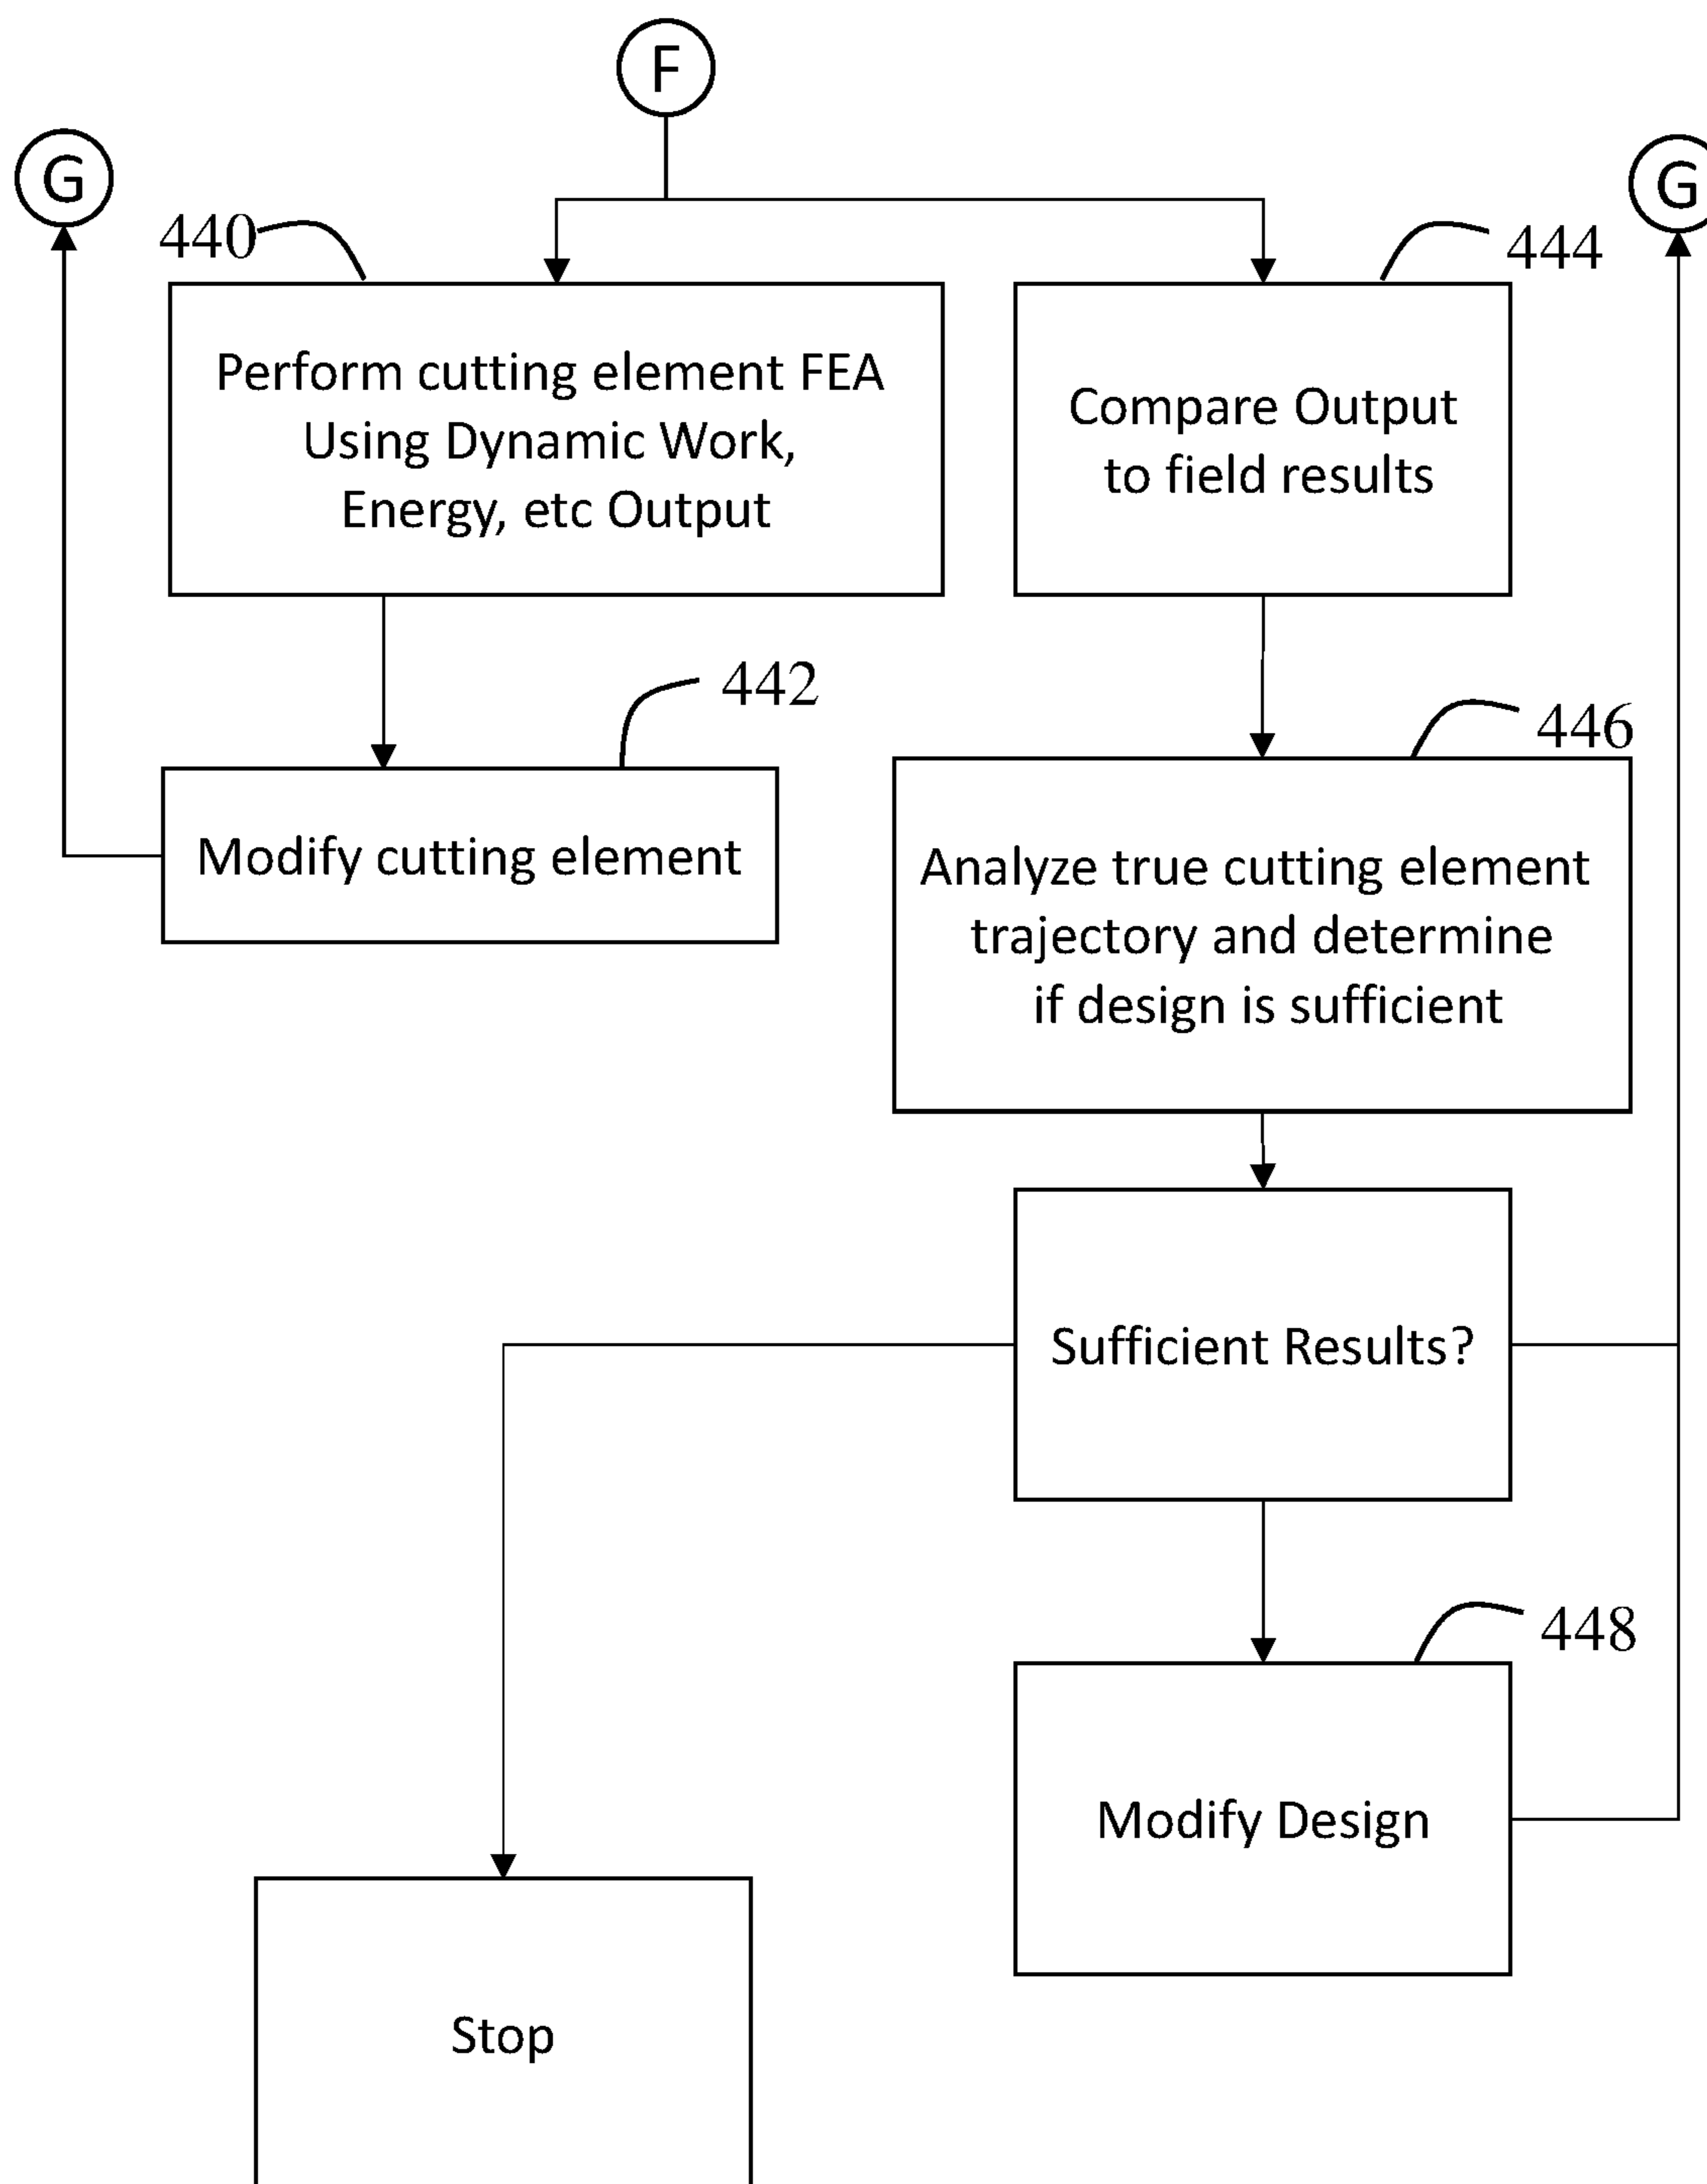 F
G
G
440
444
Perform cutting element FEA
Using Dynamic Work,
Energy, etc Output
Compare Output
to field results
442
446
Modify cutting element
Analyze true cutting element
trajectory and determine
if design is sufficient
Sufficient Results?
448
Modify Design
Stop